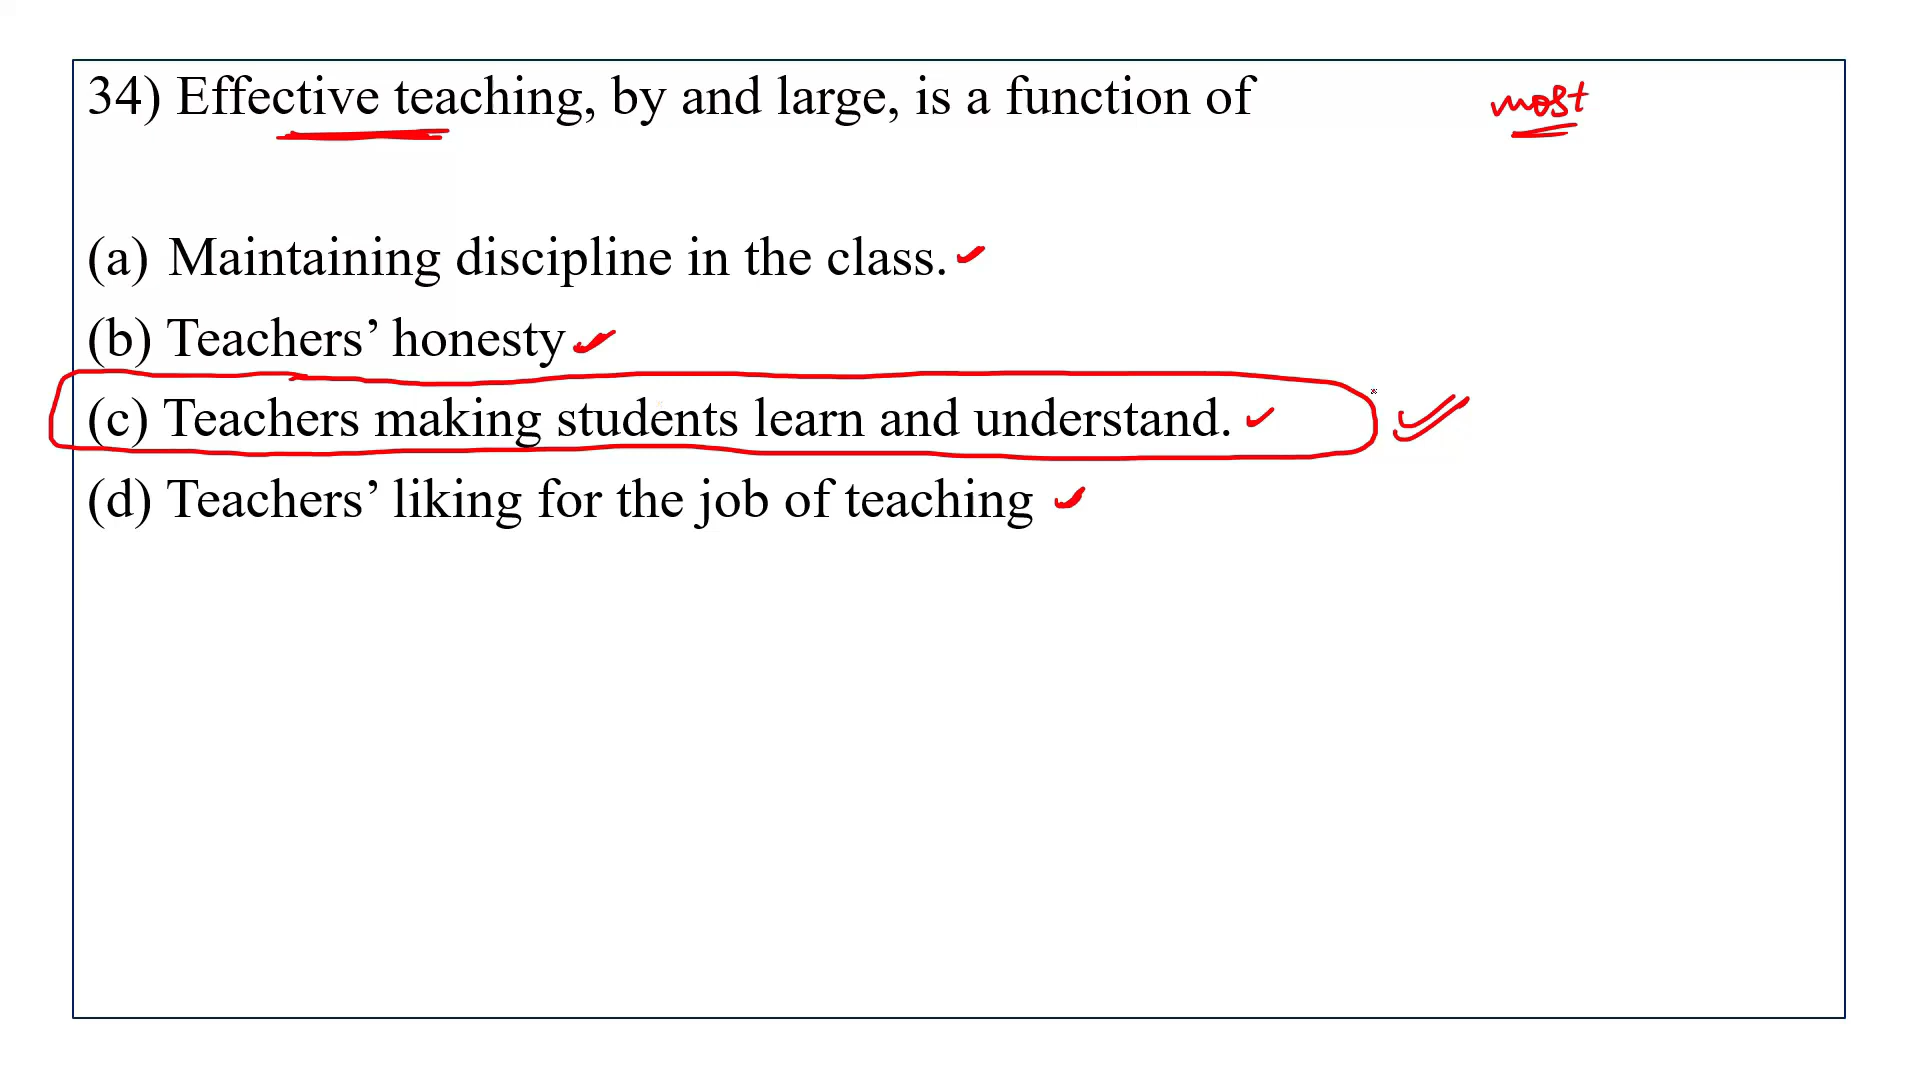 34) Effective teaching, by and large, is a function of
most
(a) Maintaining discipline in the class.
(b) Teachers’ honesty
(c) Teachers making students learn and understand.
(d) Teachers’ liking for the job of teaching